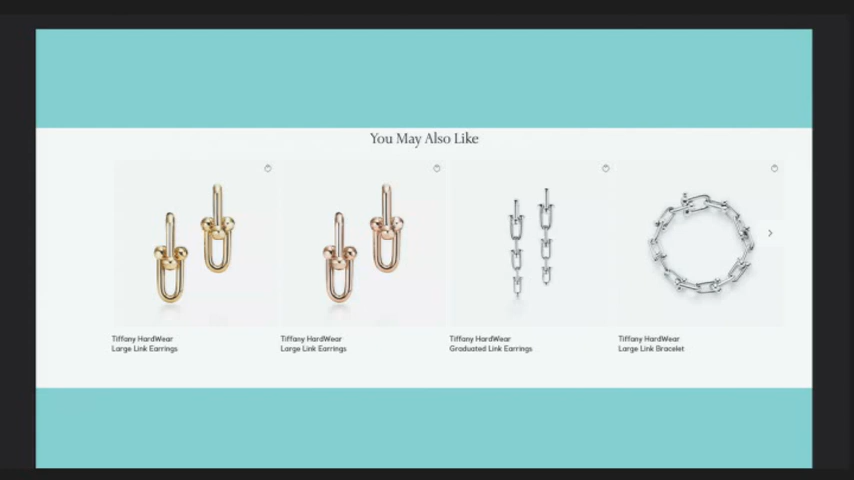 You May Also Like
Tiffany HardWear
Large Link Earrings
Tiffany HardWear
Large Link Earrings
Tiffany HardWear
Graduated Link Earrings
Tiffany HardWear
Large Link Bracelet